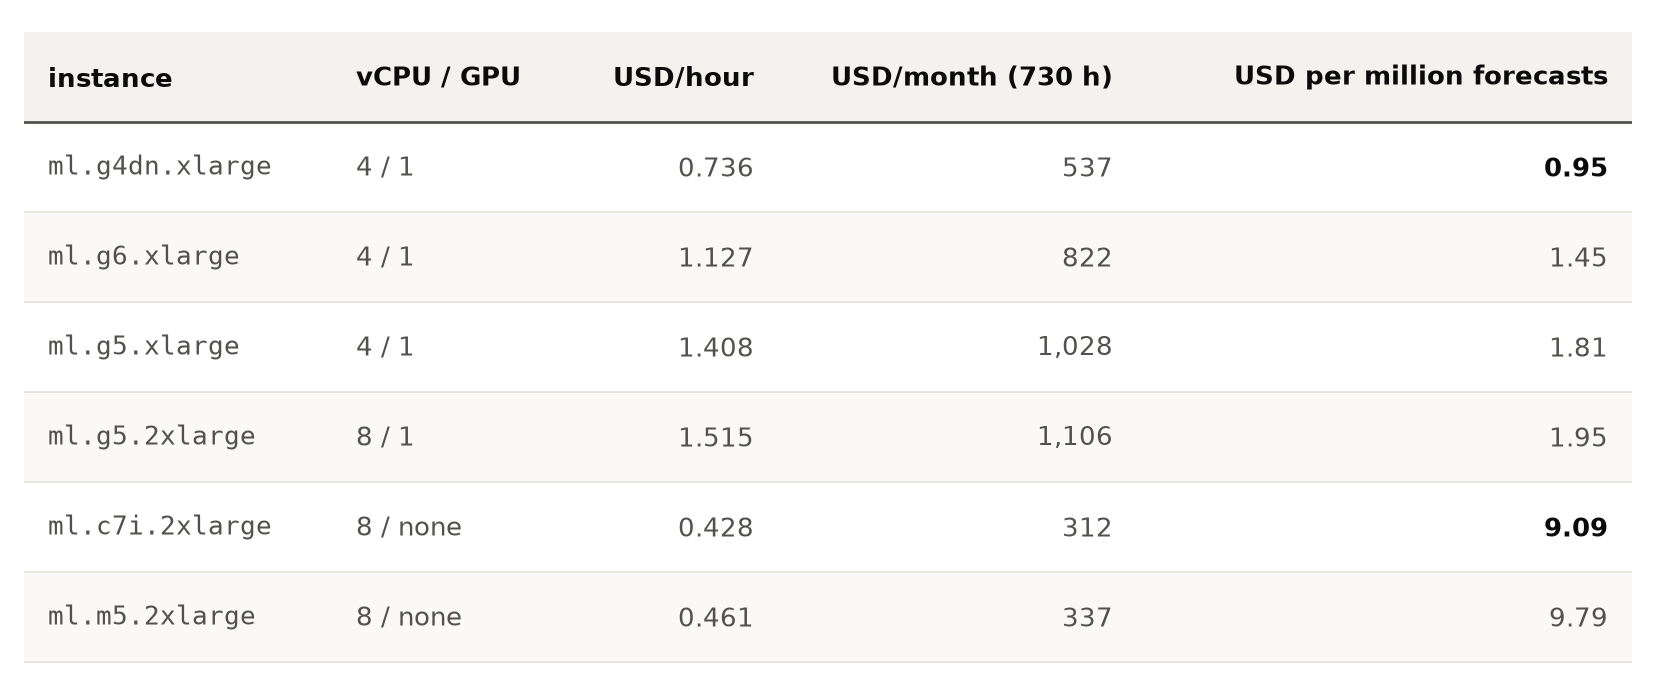 instance vCPU / GPU USD/hour USD/month (730 h) USD per million forecasts
ml.g4dn.xlarge 4 / 1 0.736 537 0.95
ml.g6.xlarge 4 / 1 1.127 822 1.45
ml.g5.xlarge 4 / 1 1.408 1,028 1.81
ml.g5.2xlarge 8 / 1 1.515 1,106 1.95
ml.c7i.2xlarge 8 / none 0.428 312 9.09
ml.m5.2xlarge 8 / none 0.461 337 9.79